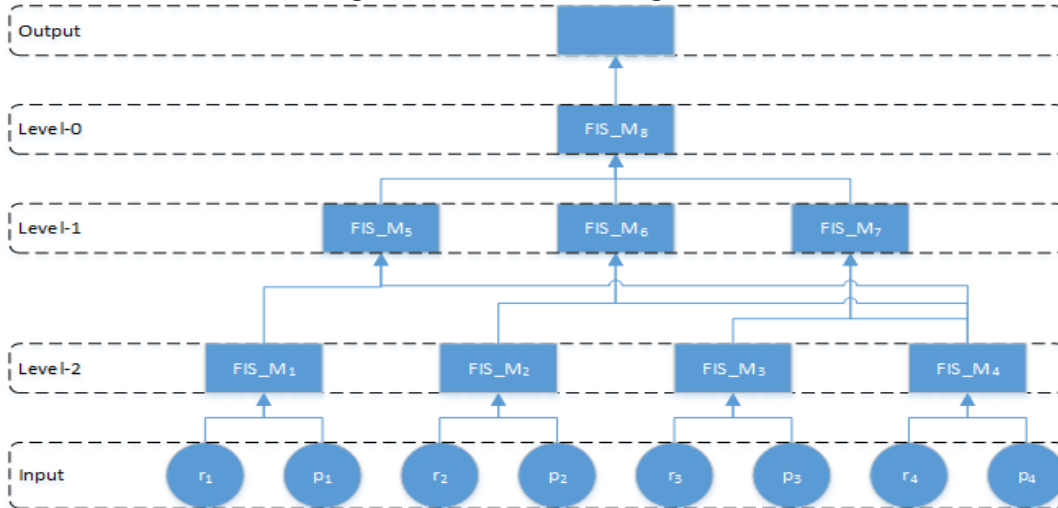 Output
Level-0
FIS_M₈
Level-1
FIS_M₅ FIS_M₆ FIS_M₇
Level-2
FIS_M₁ FIS_M₂ FIS_M₃ FIS_M₄
Input
r₁ p₁ r₂ p₂ r₃ p₃ r₄ p₄